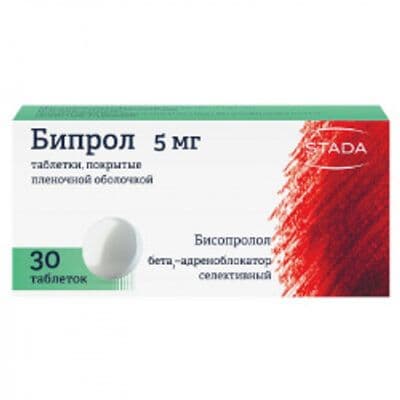 Бипрол 5 мг
таблетки, покрытые
пленочной оболочкой
STADA
30
таблеток
Бисопролол
бета₁-адреноблокатор
селективный